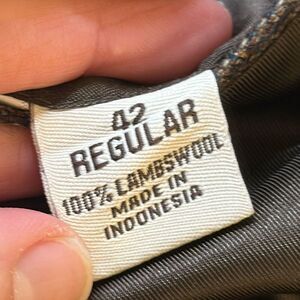 42
REGULAR
100% LAMBSWOOL
MADE IN
INDONESIA